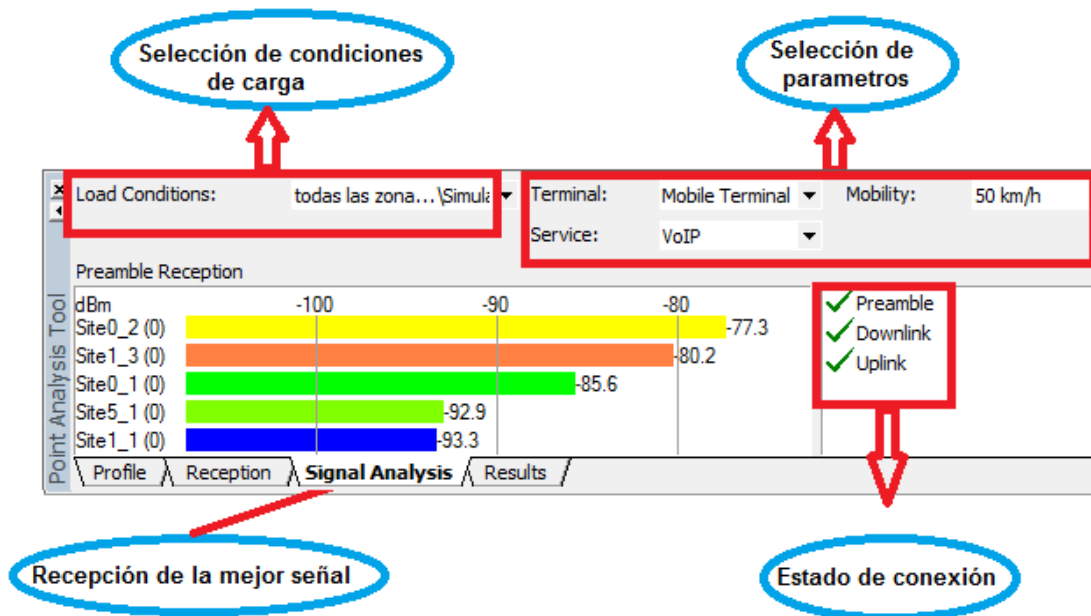 Selección de condiciones
de carga
Selección de
parametros
Load Conditions: todas las zona...\Simula
Terminal: Mobile Terminal Mobility: 50 km/h
Service: VoIP
Preamble Reception
dBm -100 -90 -80
Site0_2 (0) -77.3
Site1_3 (0) -80.2
Site0_1 (0) -85.6
Site5_1 (0) -92.9
Site1_1 (0) -93.3
Preamble
Downlink
Uplink
Point Analysis Tool
Profile Reception Signal Analysis Results
Recepción de la mejor señal
Estado de conexión